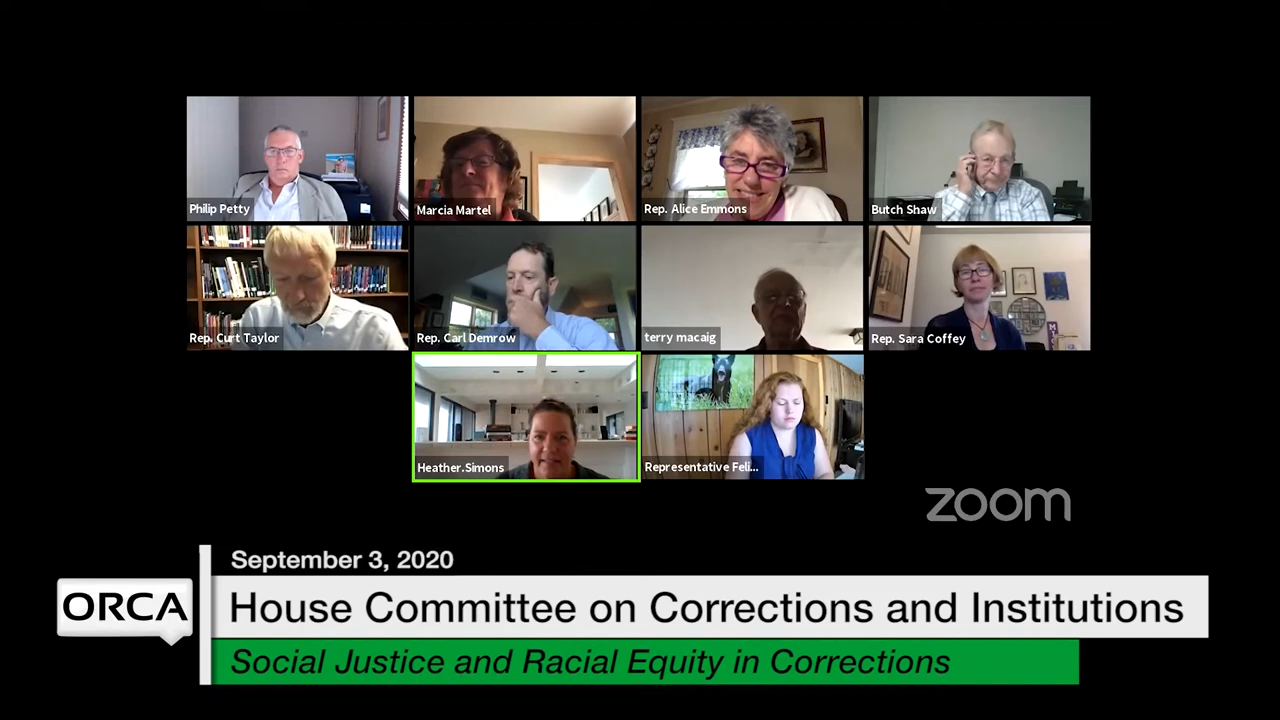 Philip Petty
Marcia Martel
Rep. Alice Emmons
Butch Shaw
Rep. Curt Taylor
Rep. Carl Demrow
terry macaig
Rep. Sara Coffey
Heather.Simons
Representative Feli...
zoom
September 3, 2020
ORCA
House Committee on Corrections and Institutions
Social Justice and Racial Equity in Corrections